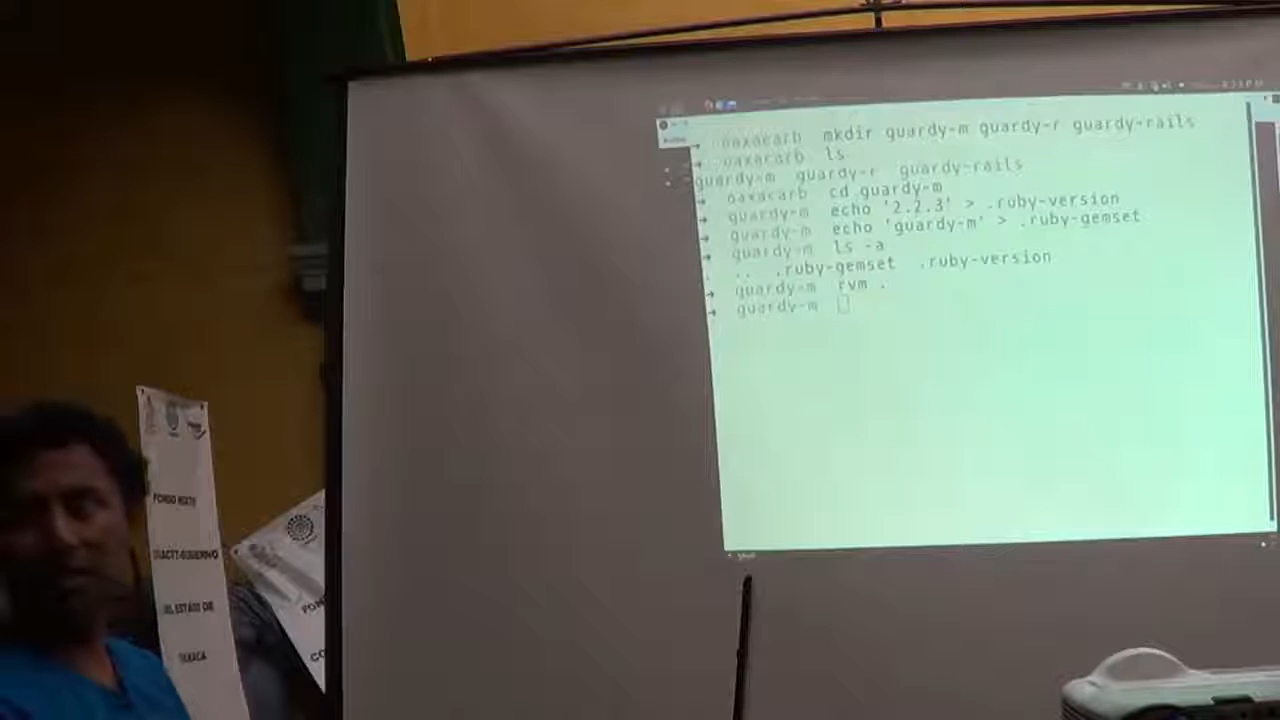 ➜ oaxacarb mkdir guardy-m guardy-r guardy-rails
➜ oaxacarb ls
guardy-m guardy-r guardy-rails
➜ oaxacarb cd guardy-m
➜ guardy-m echo '2.2.3' > .ruby-version
➜ guardy-m echo 'guardy-m' > .ruby-gemset
➜ guardy-m ls -a
. .. .ruby-gemset .ruby-version
➜ guardy-m rvm .
➜ guardy-m
FONDO MIXTO
DEL ESTADO DE
OAXACA
FON
CO